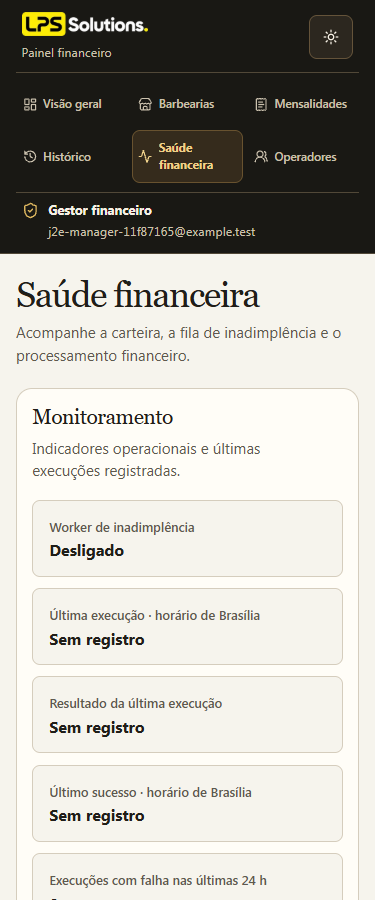 LPS Solutions.
Painel financeiro
Visão geral
Barbearias
Mensalidades
Histórico
Saúde
financeira
Operadores
Gestor financeiro
j2e-manager-11f87165@example.test
Saúde financeira
Acompanhe a carteira, a fila de inadimplência e o
processamento financeiro.
Monitoramento
Indicadores operacionais e últimas
execuções registradas.
Worker de inadimplência
Desligado
Última execução · horário de Brasília
Sem registro
Resultado da última execução
Sem registro
Último sucesso · horário de Brasília
Sem registro
Execuções com falha nas últimas 24 h